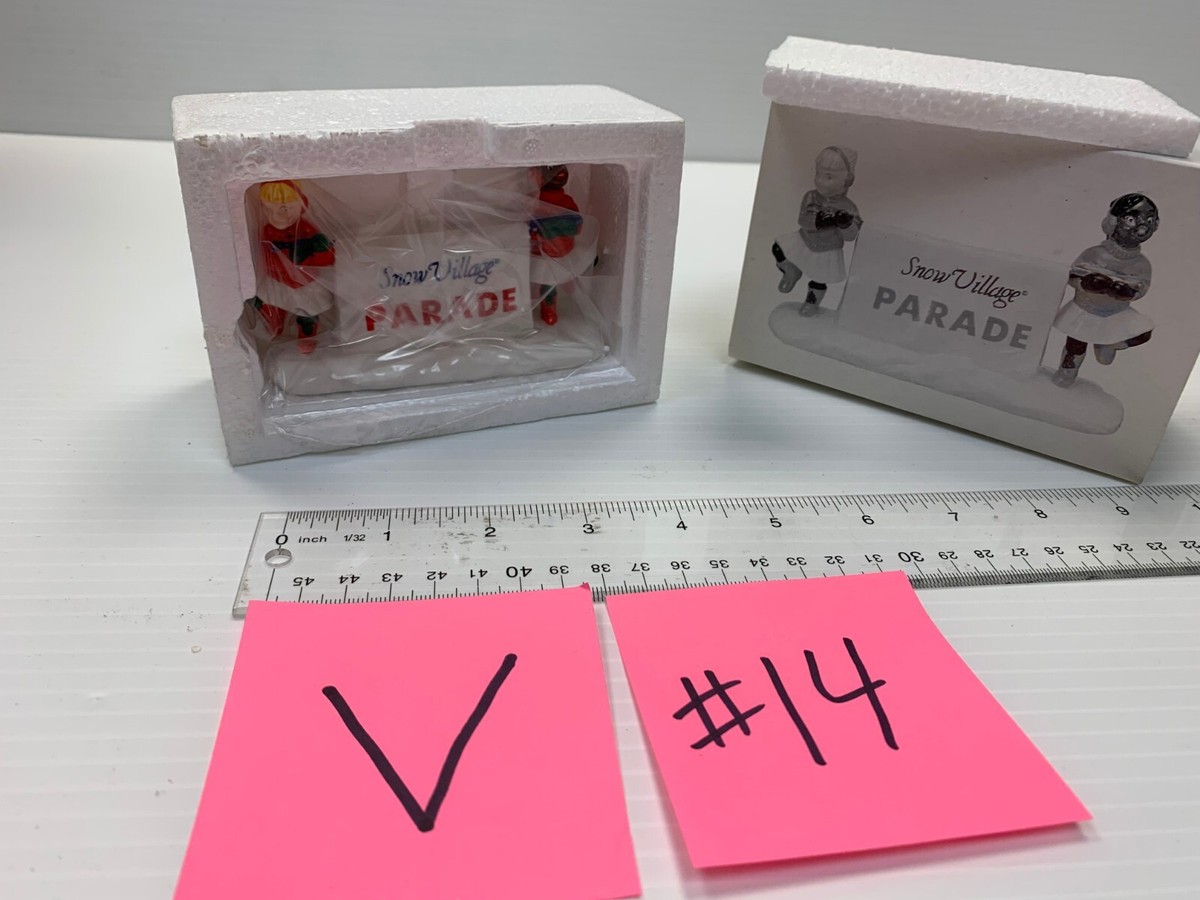 Snow Village®
PARADE
Snow Village®
PARADE
0 inch 1/32 1 2 3 4 5 6 7 8 9
45 44 43 42 41 40 39 38 37 36 35 34 33 32 31 30 29 28 27 26 25 24 23 22
V
#14